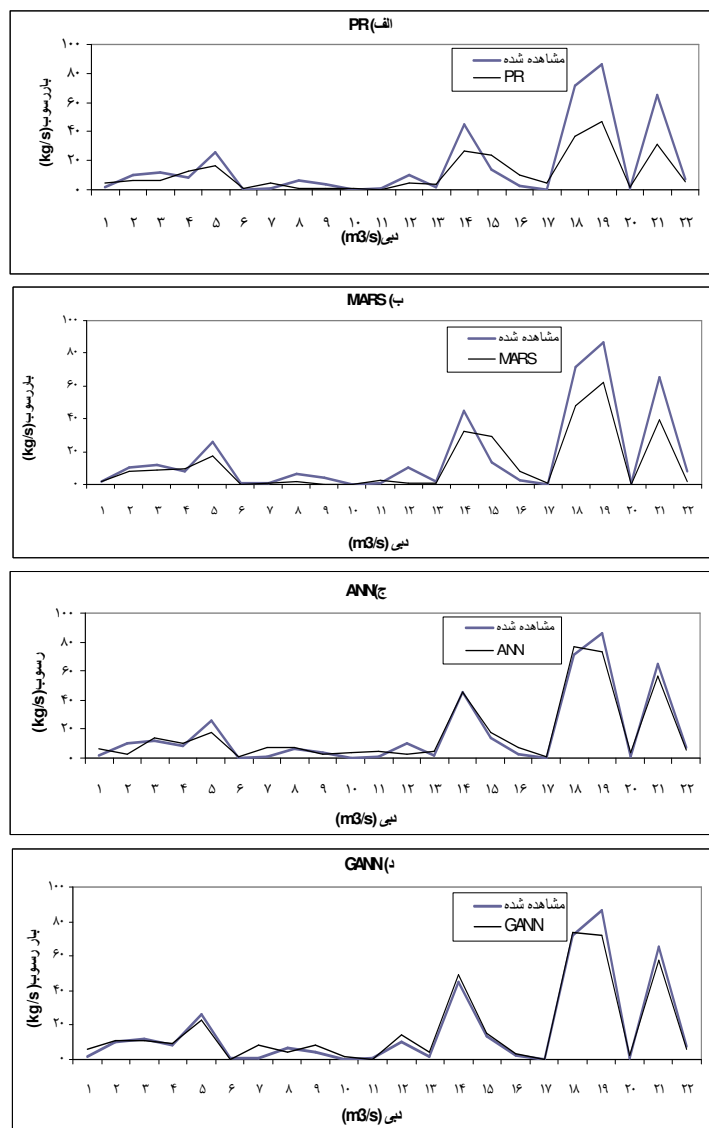 الف) PR
۱۰۰
۸۰
۶۰
۴۰
۲۰
۰
باررسوب(kg/s)
مشاهده شده
PR
۱ ۲ ۳ ۴ ۵ ۶ ۷ ۸ ۹ ۱۰ ۱۱ ۱۲ ۱۳ ۱۴ ۱۵ ۱۶ ۱۷ ۱۸ ۱۹ ۲۰ ۲۱ ۲۲
دبی(m3/s)
ب) MARS
۱۰۰
۸۰
۶۰
۴۰
۲۰
۰
باررسوب(kg/s)
مشاهده شده
MARS
۱ ۲ ۳ ۴ ۵ ۶ ۷ ۸ ۹ ۱۰ ۱۱ ۱۲ ۱۳ ۱۴ ۱۵ ۱۶ ۱۷ ۱۸ ۱۹ ۲۰ ۲۱ ۲۲
دبی (m3/s)
ج)ANN
۱۰۰
۸۰
۶۰
۴۰
۲۰
۰
رسوب(kg/s)
مشاهده شده
ANN
۱ ۲ ۳ ۴ ۵ ۶ ۷ ۸ ۹ ۱۰ ۱۱ ۱۲ ۱۳ ۱۴ ۱۵ ۱۶ ۱۷ ۱۸ ۱۹ ۲۰ ۲۱ ۲۲
دبی (m3/s)
د) GANN
۱۰۰
۸۰
۶۰
۴۰
۲۰
۰
بار رسوب(kg/s)
مشاهده شده
GANN
۱ ۲ ۳ ۴ ۵ ۶ ۷ ۸ ۹ ۱۰ ۱۱ ۱۲ ۱۳ ۱۴ ۱۵ ۱۶ ۱۷ ۱۸ ۱۹ ۲۰ ۲۱ ۲۲
دبی (m3/s)